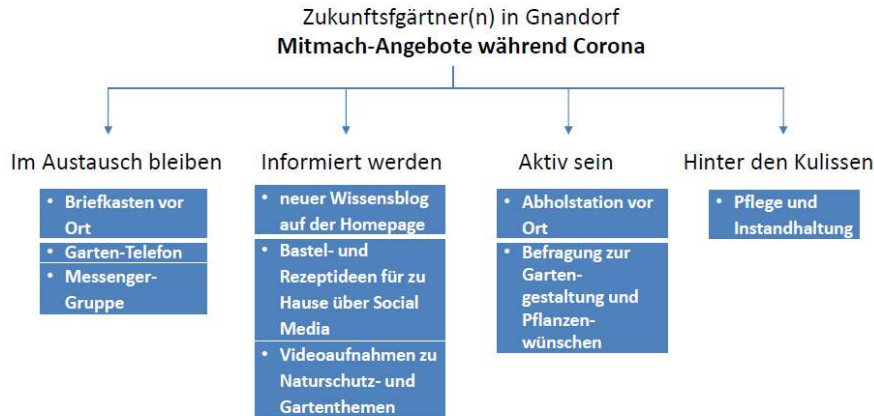 Zukunftsfgärtner(n) in Gnandorf
Mitmach-Angebote während Corona
Im Austausch bleiben
• Briefkasten vor
Ort
• Garten-Telefon
• Messenger-
Gruppe
Informiert werden
• neuer Wissensblog
auf der Homepage
• Bastel- und
Rezeptideen für zu
Hause über Social
Media
• Videoaufnahmen zu
Naturschutz- und
Gartenthemen
Aktiv sein
• Abholstation vor
Ort
• Befragung zur
Garten-
gestaltung und
Pflanzen-
wünschen
Hinter den Kulissen
• Pflege und
Instandhaltung